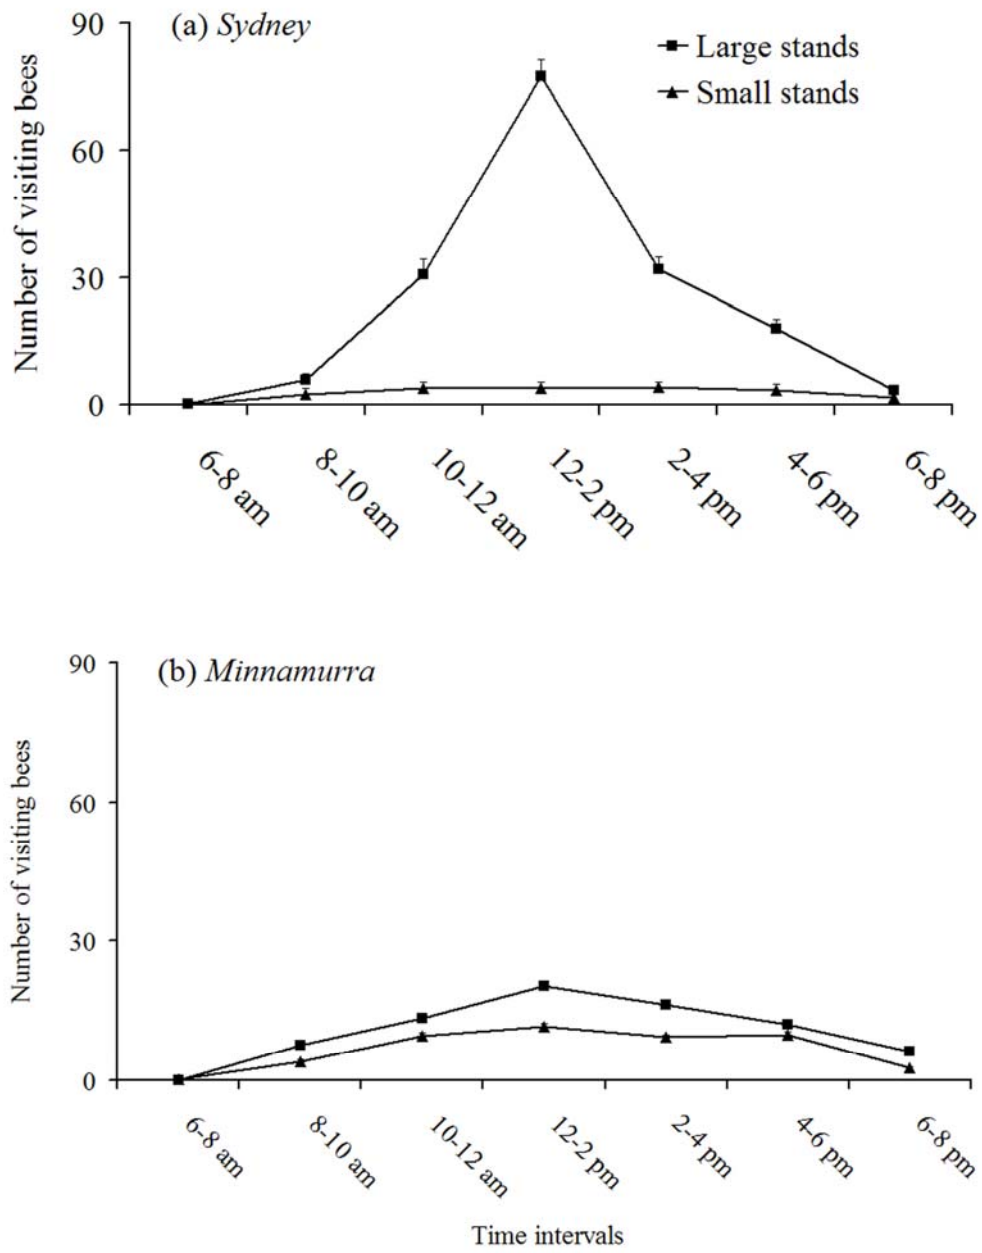 (a) Sydney
Large stands
Small stands
Number of visiting bees
90
60
30
0
6-8 am
8-10 am
10-12 am
12-2 pm
2-4 pm
4-6 pm
6-8 pm
(b) Minnamurra
Number of visiting bees
90
60
30
0
6-8 am
8-10 am
10-12 am
12-2 pm
2-4 pm
4-6 pm
6-8 pm
Time intervals